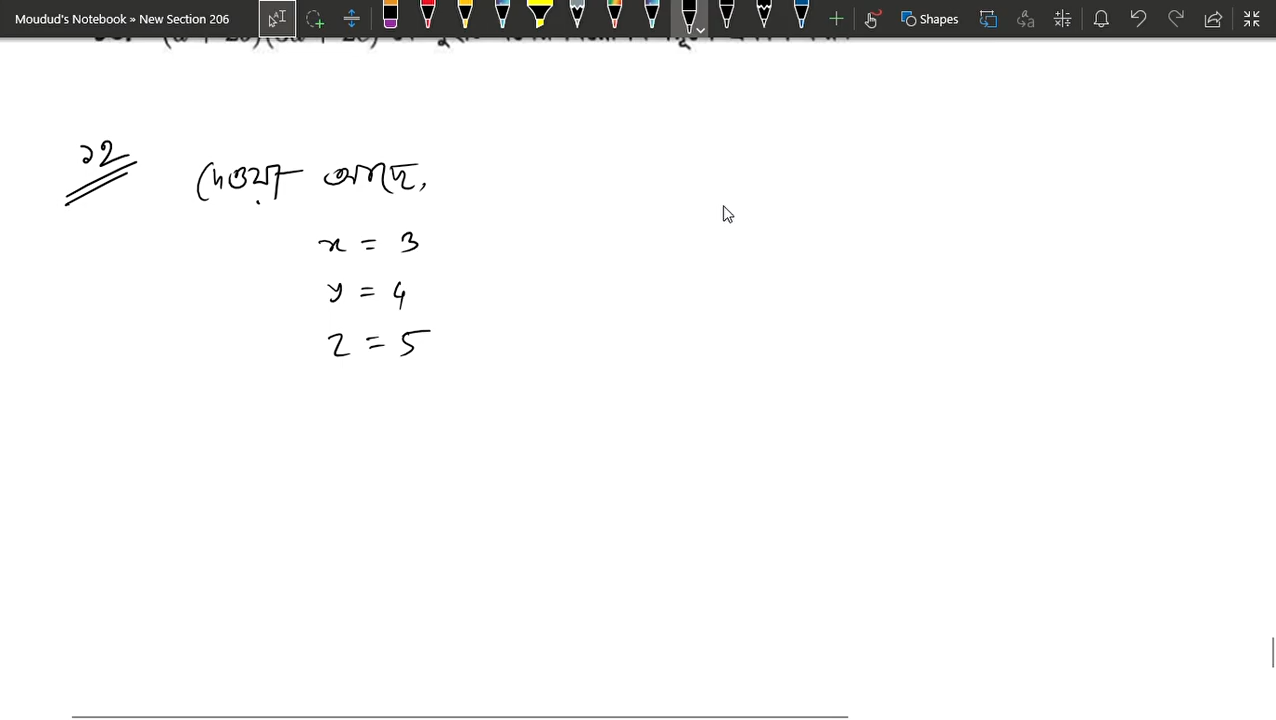 Moudud's Notebook » New Section 206
Shapes
১২
দেওয়া আছে,
x = 3
y = 4
z = 5